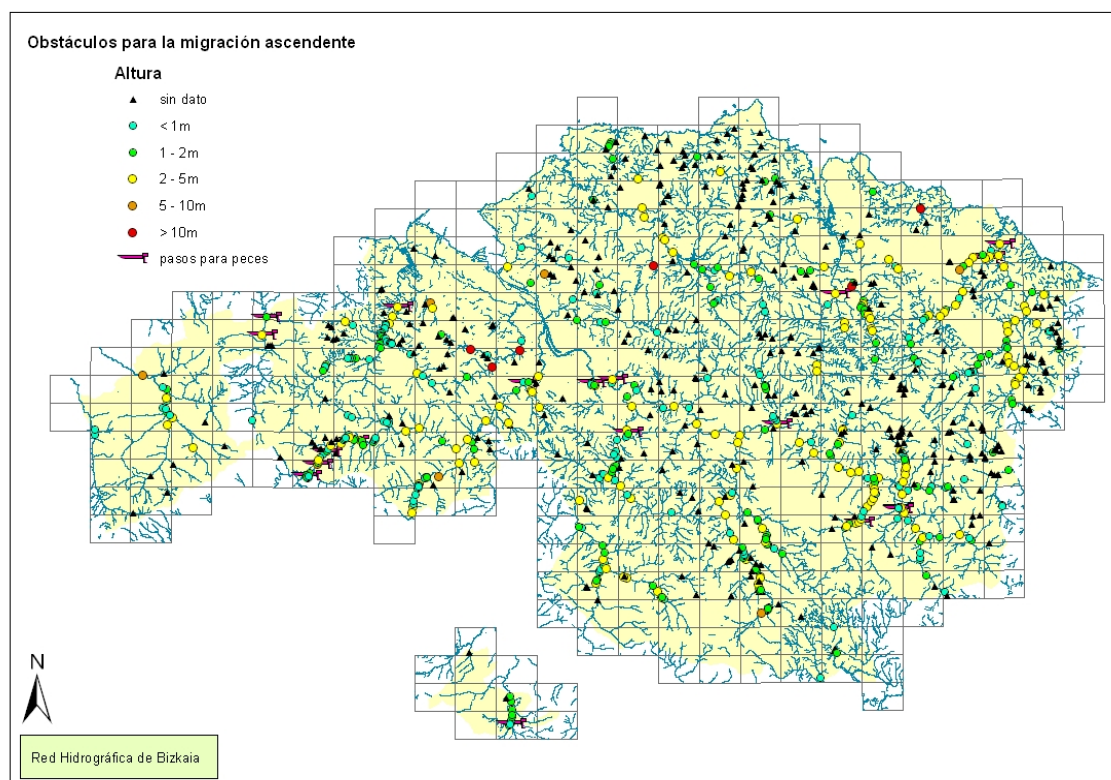 Obstáculos para la migración ascendente
Altura
sin dato
< 1m
1 - 2m
2 - 5m
5 - 10m
> 10m
pasos para peces
N
Red Hidrográfica de Bizkaia